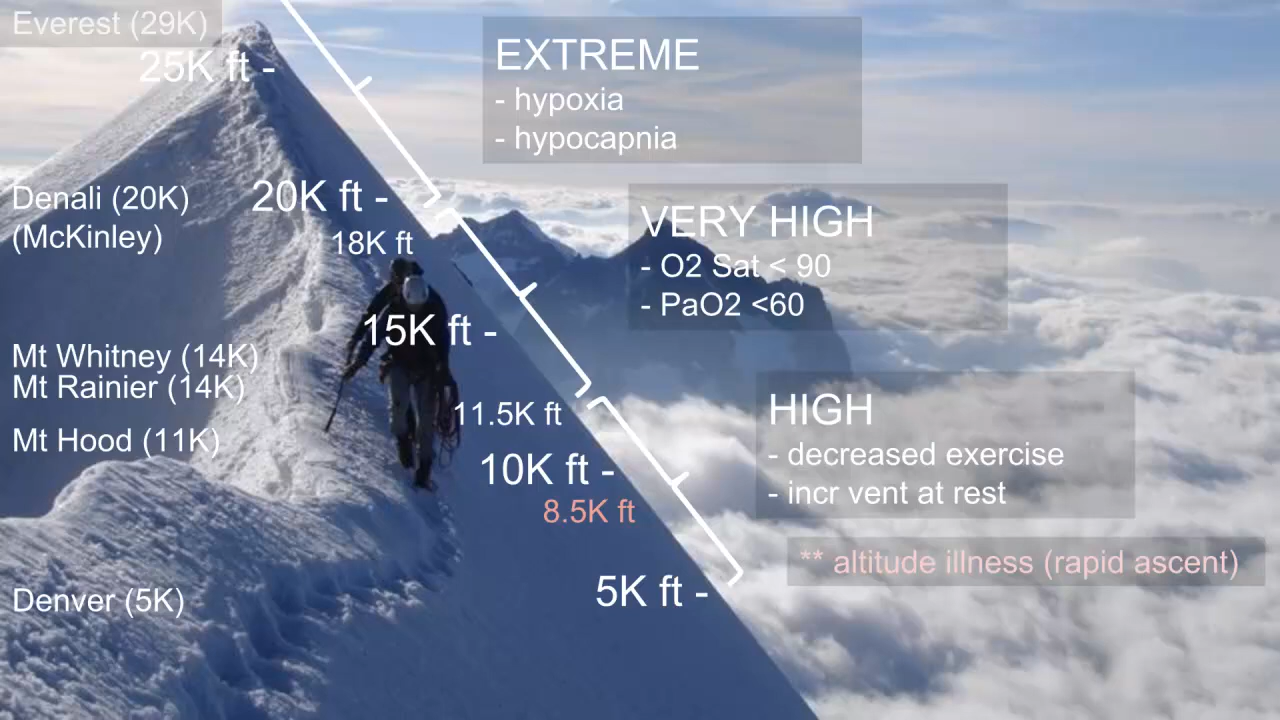 Everest (29K)
25K ft -
EXTREME
- hypoxia
- hypocapnia
Denali (20K)
(McKinley)
20K ft -
18K ft
VERY HIGH
- O2 Sat < 90
- PaO2 <60
15K ft -
Mt Whitney (14K)
Mt Rainier (14K)
11.5K ft
Mt Hood (11K)
HIGH
- decreased exercise
- incr vent at rest
10K ft -
8.5K ft
** altitude illness (rapid ascent)
5K ft -
Denver (5K)